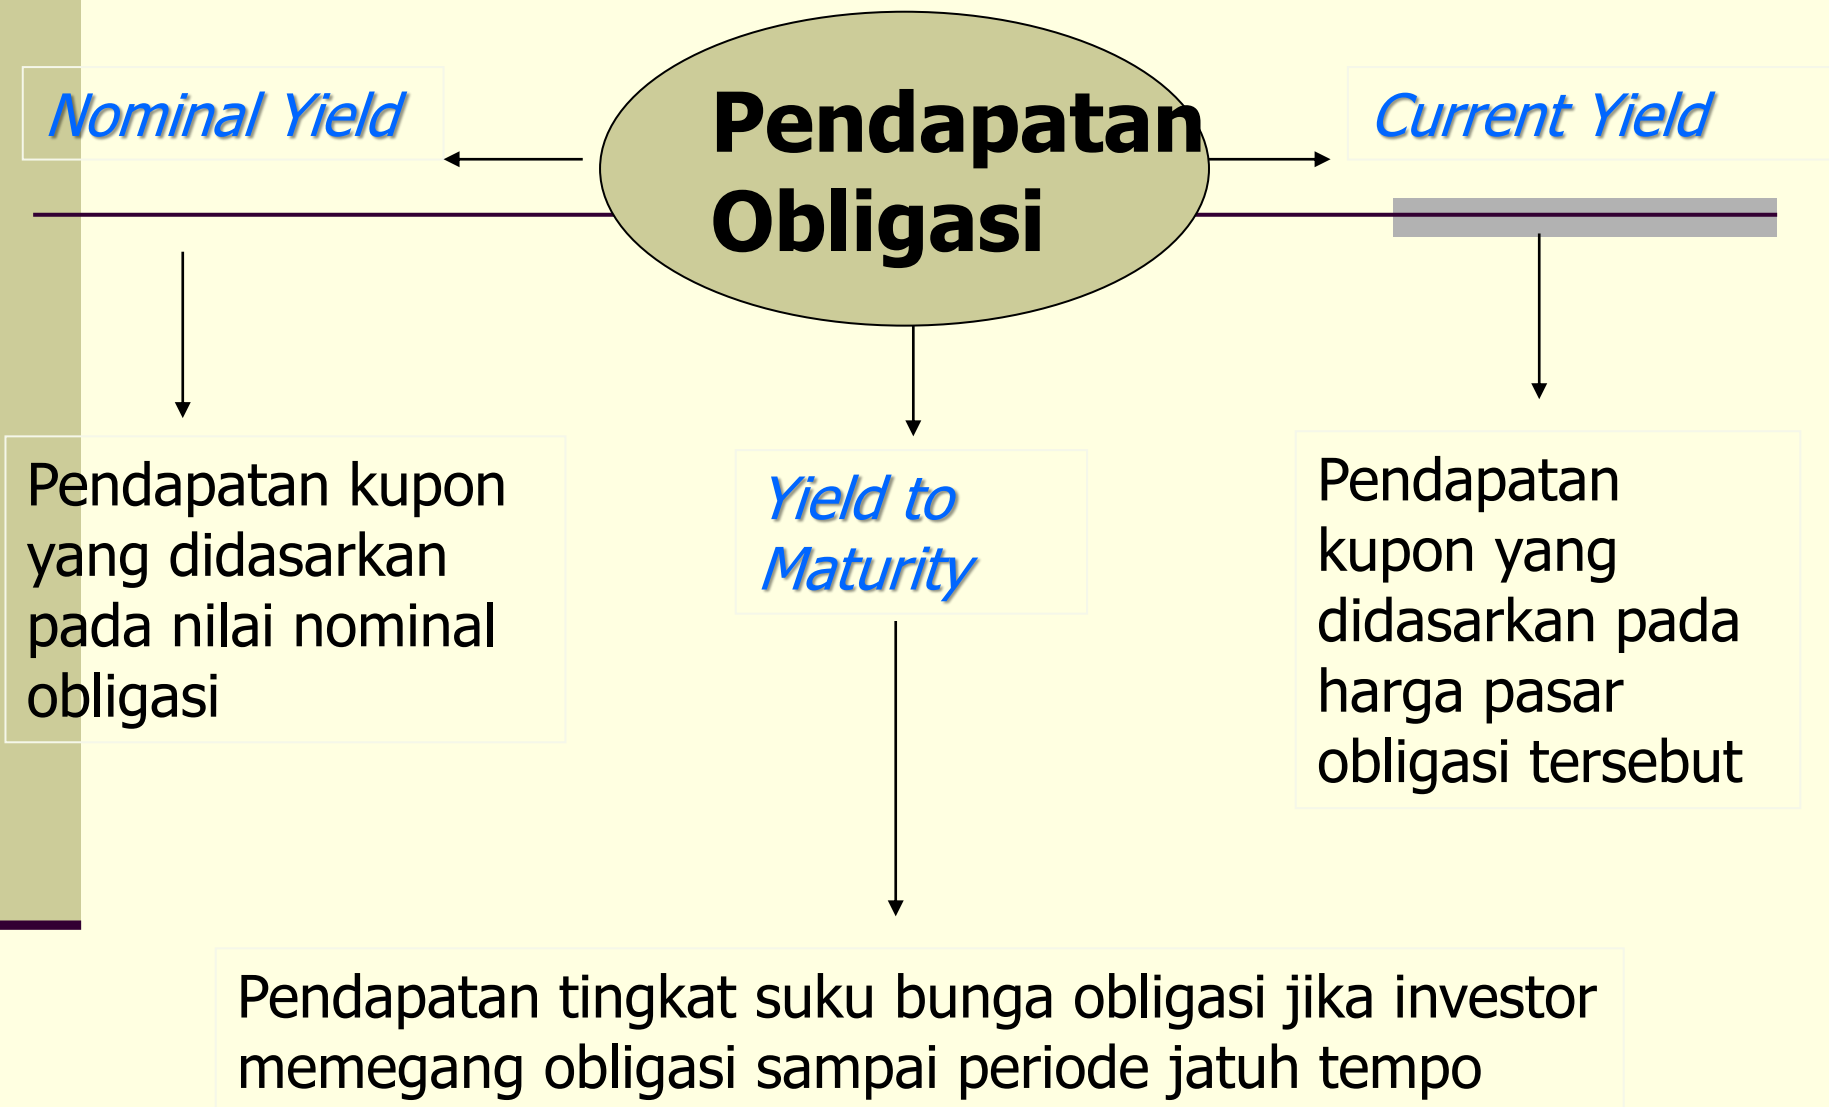 Pendapatan
Obligasi
Nominal Yield
Current Yield
Pendapatan kupon
yang didasarkan
pada nilai nominal
obligasi
Yield to
Maturity
Pendapatan
kupon yang
didasarkan pada
harga pasar
obligasi tersebut
Pendapatan tingkat suku bunga obligasi jika investor
memegang obligasi sampai periode jatuh tempo